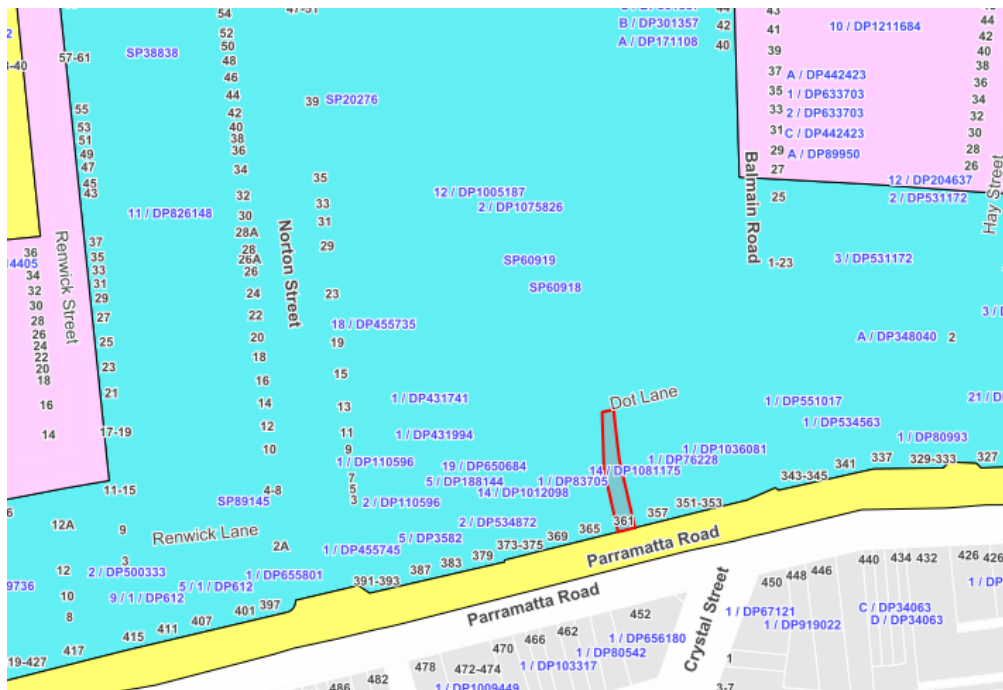 54
47-51
B / DP301357
44
42
A / DP171108
40
43
41
39
10 / DP1211684
44
42
40
38
36
34
32
30
28
26
57-61
SP38838
52
50
48
46
44
42
40
38
36
34
39
SP20276
37
A / DP442423
35
1 / DP633703
33
2 / DP633703
31
C / DP442423
29
A / DP89950
27
55
53
51
49
47
45
43
35
12 / DP1005187
2 / DP1075826
12 / DP204637
2 / DP531172
25
Balmain Road
Hay Street
11 / DP826148
32
30
28A
28
26A
26
33
31
29
Norton Street
Renwick Street
36
34
32
30
28
26
24
22
20
18
16
14
37
35
33
31
29
27
25
23
21
17-19
SP60919
SP60918
1-23
3 / DP531172
24
22
20
18
16
14
12
10
23
18 / DP455735
19
15
13
11
9
7
5
3
A / DP348040
2
1 / DP431741
1 / DP431994
Dot Lane
1 / DP551017
1 / DP534563
1 / DP80993
1 / DP110596
19 / DP650684
5 / DP188144
14 / DP1012098
1 / DP83705
14 / DP1081175
1 / DP76228
1 / DP1036081
343-345
341
337
329-333
327
11-15
SP89145
4-8
2 / DP110596
2 / DP534872
5 / DP3582
361
357
351-353
365
369
373-375
379
383
387
391-393
12A
9
Renwick Lane
2A
1 / DP455745
3
2 / DP500333
1 / DP655801
12
10
8
5 / 1 / DP612
9 / 1 / DP612
397
401
407
411
415
417
19-427
Parramatta Road
Parramatta Road
Crystal Street
450
448
446
440
434
432
426
1 / DP67121
1 / DP919022
C / DP34063
D / DP34063
452
1 / DP656180
1 / DP80542
1 / DP103317
462
466
470
472-474
478
482
486
1 / DP1009449
1
3-7